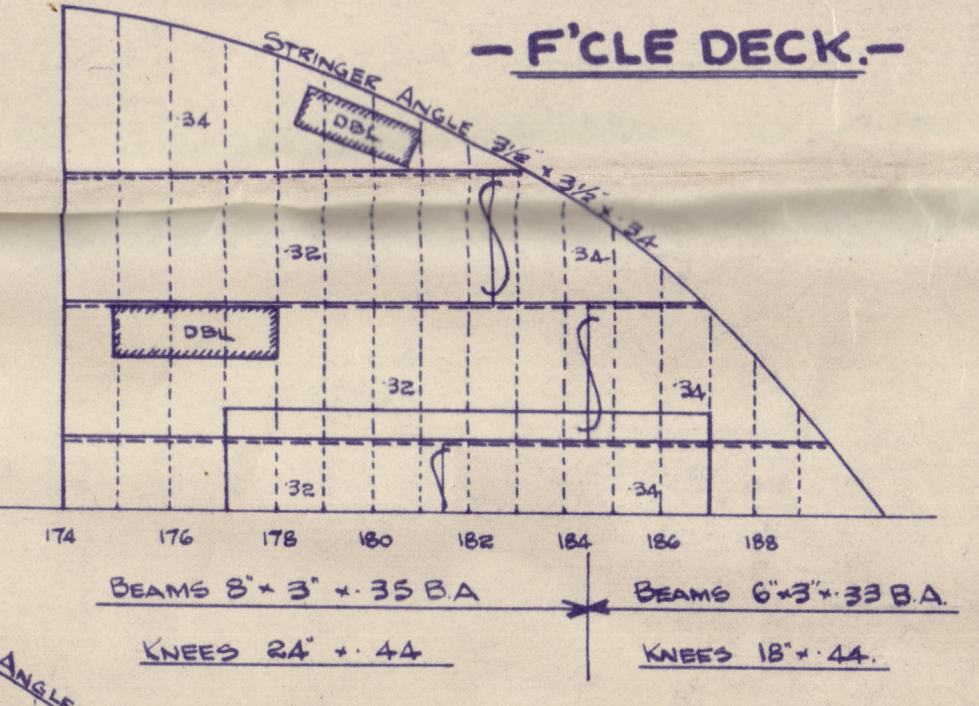 - F'CLE DECK. -
STRINGER ANGLE 3½" × 3½" × .34
.34
DBL
.32
.34
DBL
.32
.34
.32
.34
174 176 178 180 182 184 186 188
BEAMS 8" × 3" × .35 B.A
BEAMS 6"×3"×.33 B.A.
KNEES 24" × .44
KNEES 18" × .44.
ANGLE